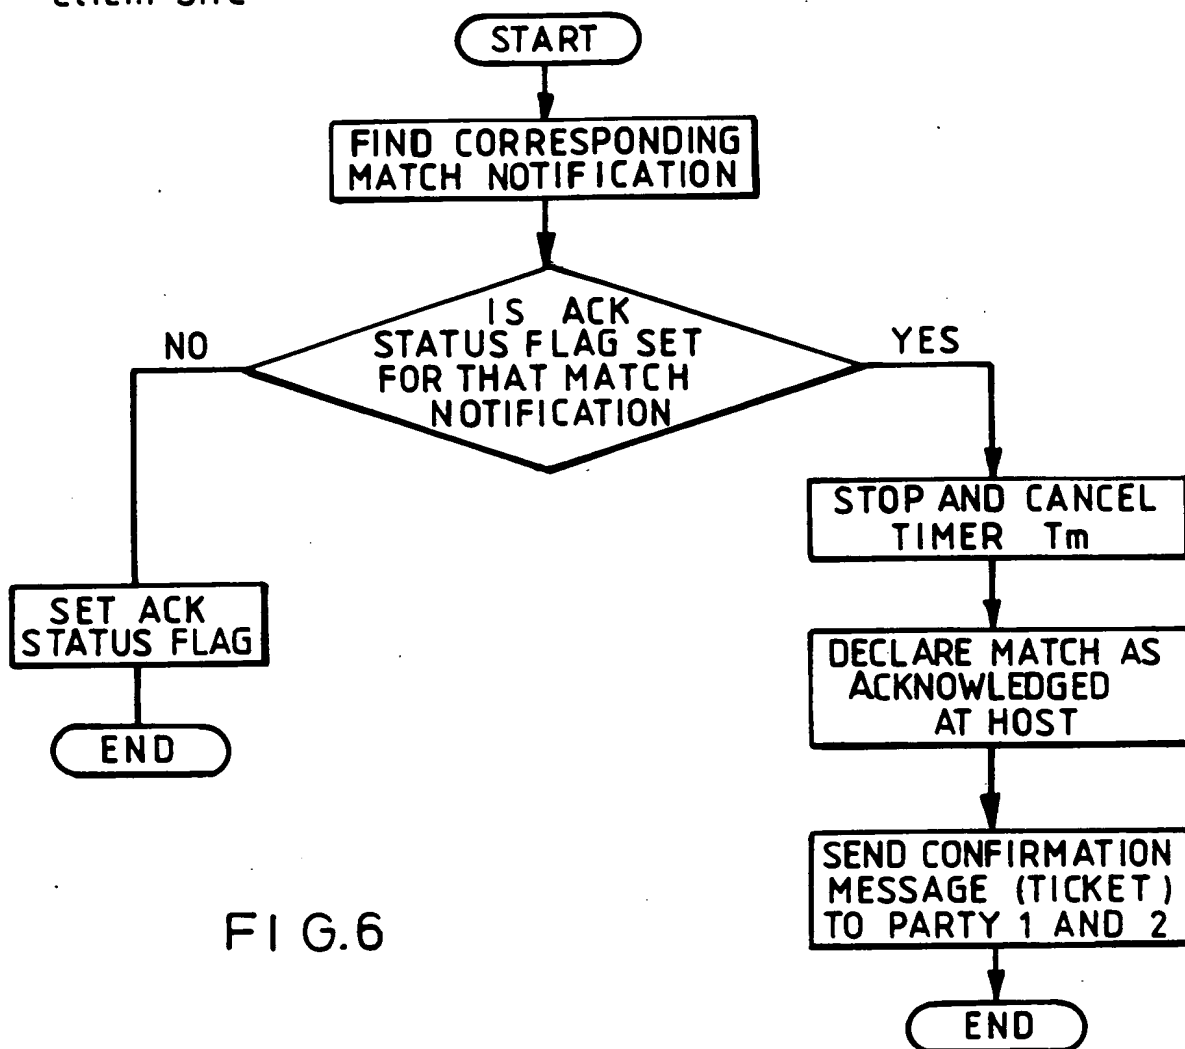 START
FIND CORRESPONDING
MATCH NOTIFICATION
IS ACK
STATUS FLAG SET
FOR THAT MATCH
NOTIFICATION
NO
YES
SET ACK
STATUS FLAG
END
STOP AND CANCEL
TIMER Tm
DECLARE MATCH AS
ACKNOWLEDGED
AT HOST
SEND CONFIRMATION
MESSAGE (TICKET)
TO PARTY 1 AND 2
END
FIG.6